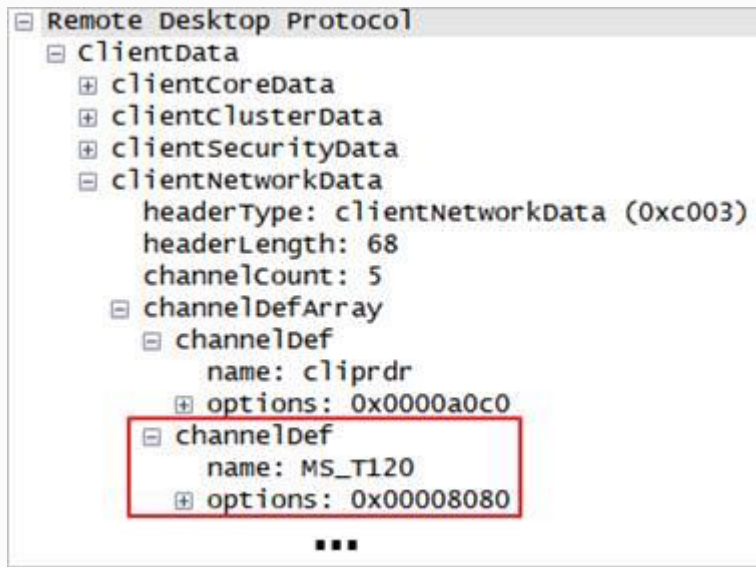 Remote Desktop Protocol
ClientData
clientCoreData
clientClusterData
clientSecurityData
clientNetworkData
headerType: clientNetworkData (0xc003)
headerLength: 68
channelCount: 5
channelDefArray
channelDef
name: cliprdr
options: 0x0000a0c0
channelDef
name: MS_T120
options: 0x00008080
...